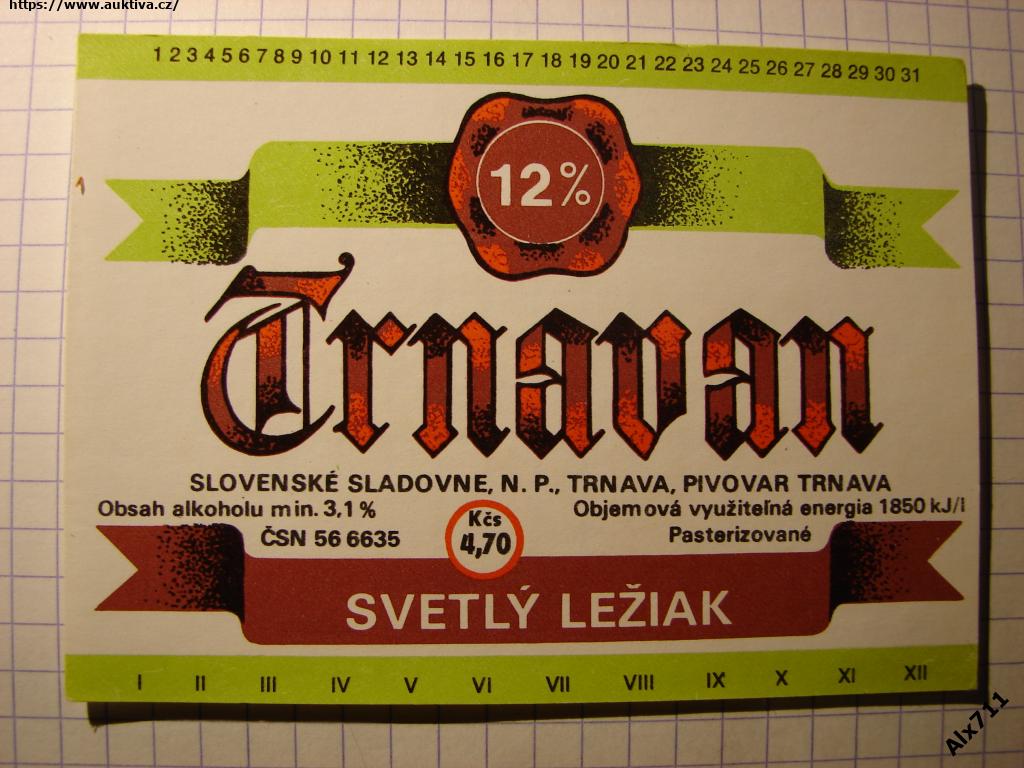 https://www.auktiva.cz/
1 2 3 4 5 6 7 8 9 10 11 12 13 14 15 16 17 18 19 20 21 22 23 24 25 26 27 28 29 30 31
12%
Trnavan
SLOVENSKÉ SLADOVNE, N. P., TRNAVA, PIVOVAR TRNAVA
Obsah alkoholu min. 3,1 % Objemová využiteľná energia 1850 kJ/l
ČSN 56 6635 Kčs 4,70 Pasterizované
SVETLÝ LEŽIAK
I II III IV V VI VII VIII IX X XI XII
Alx711